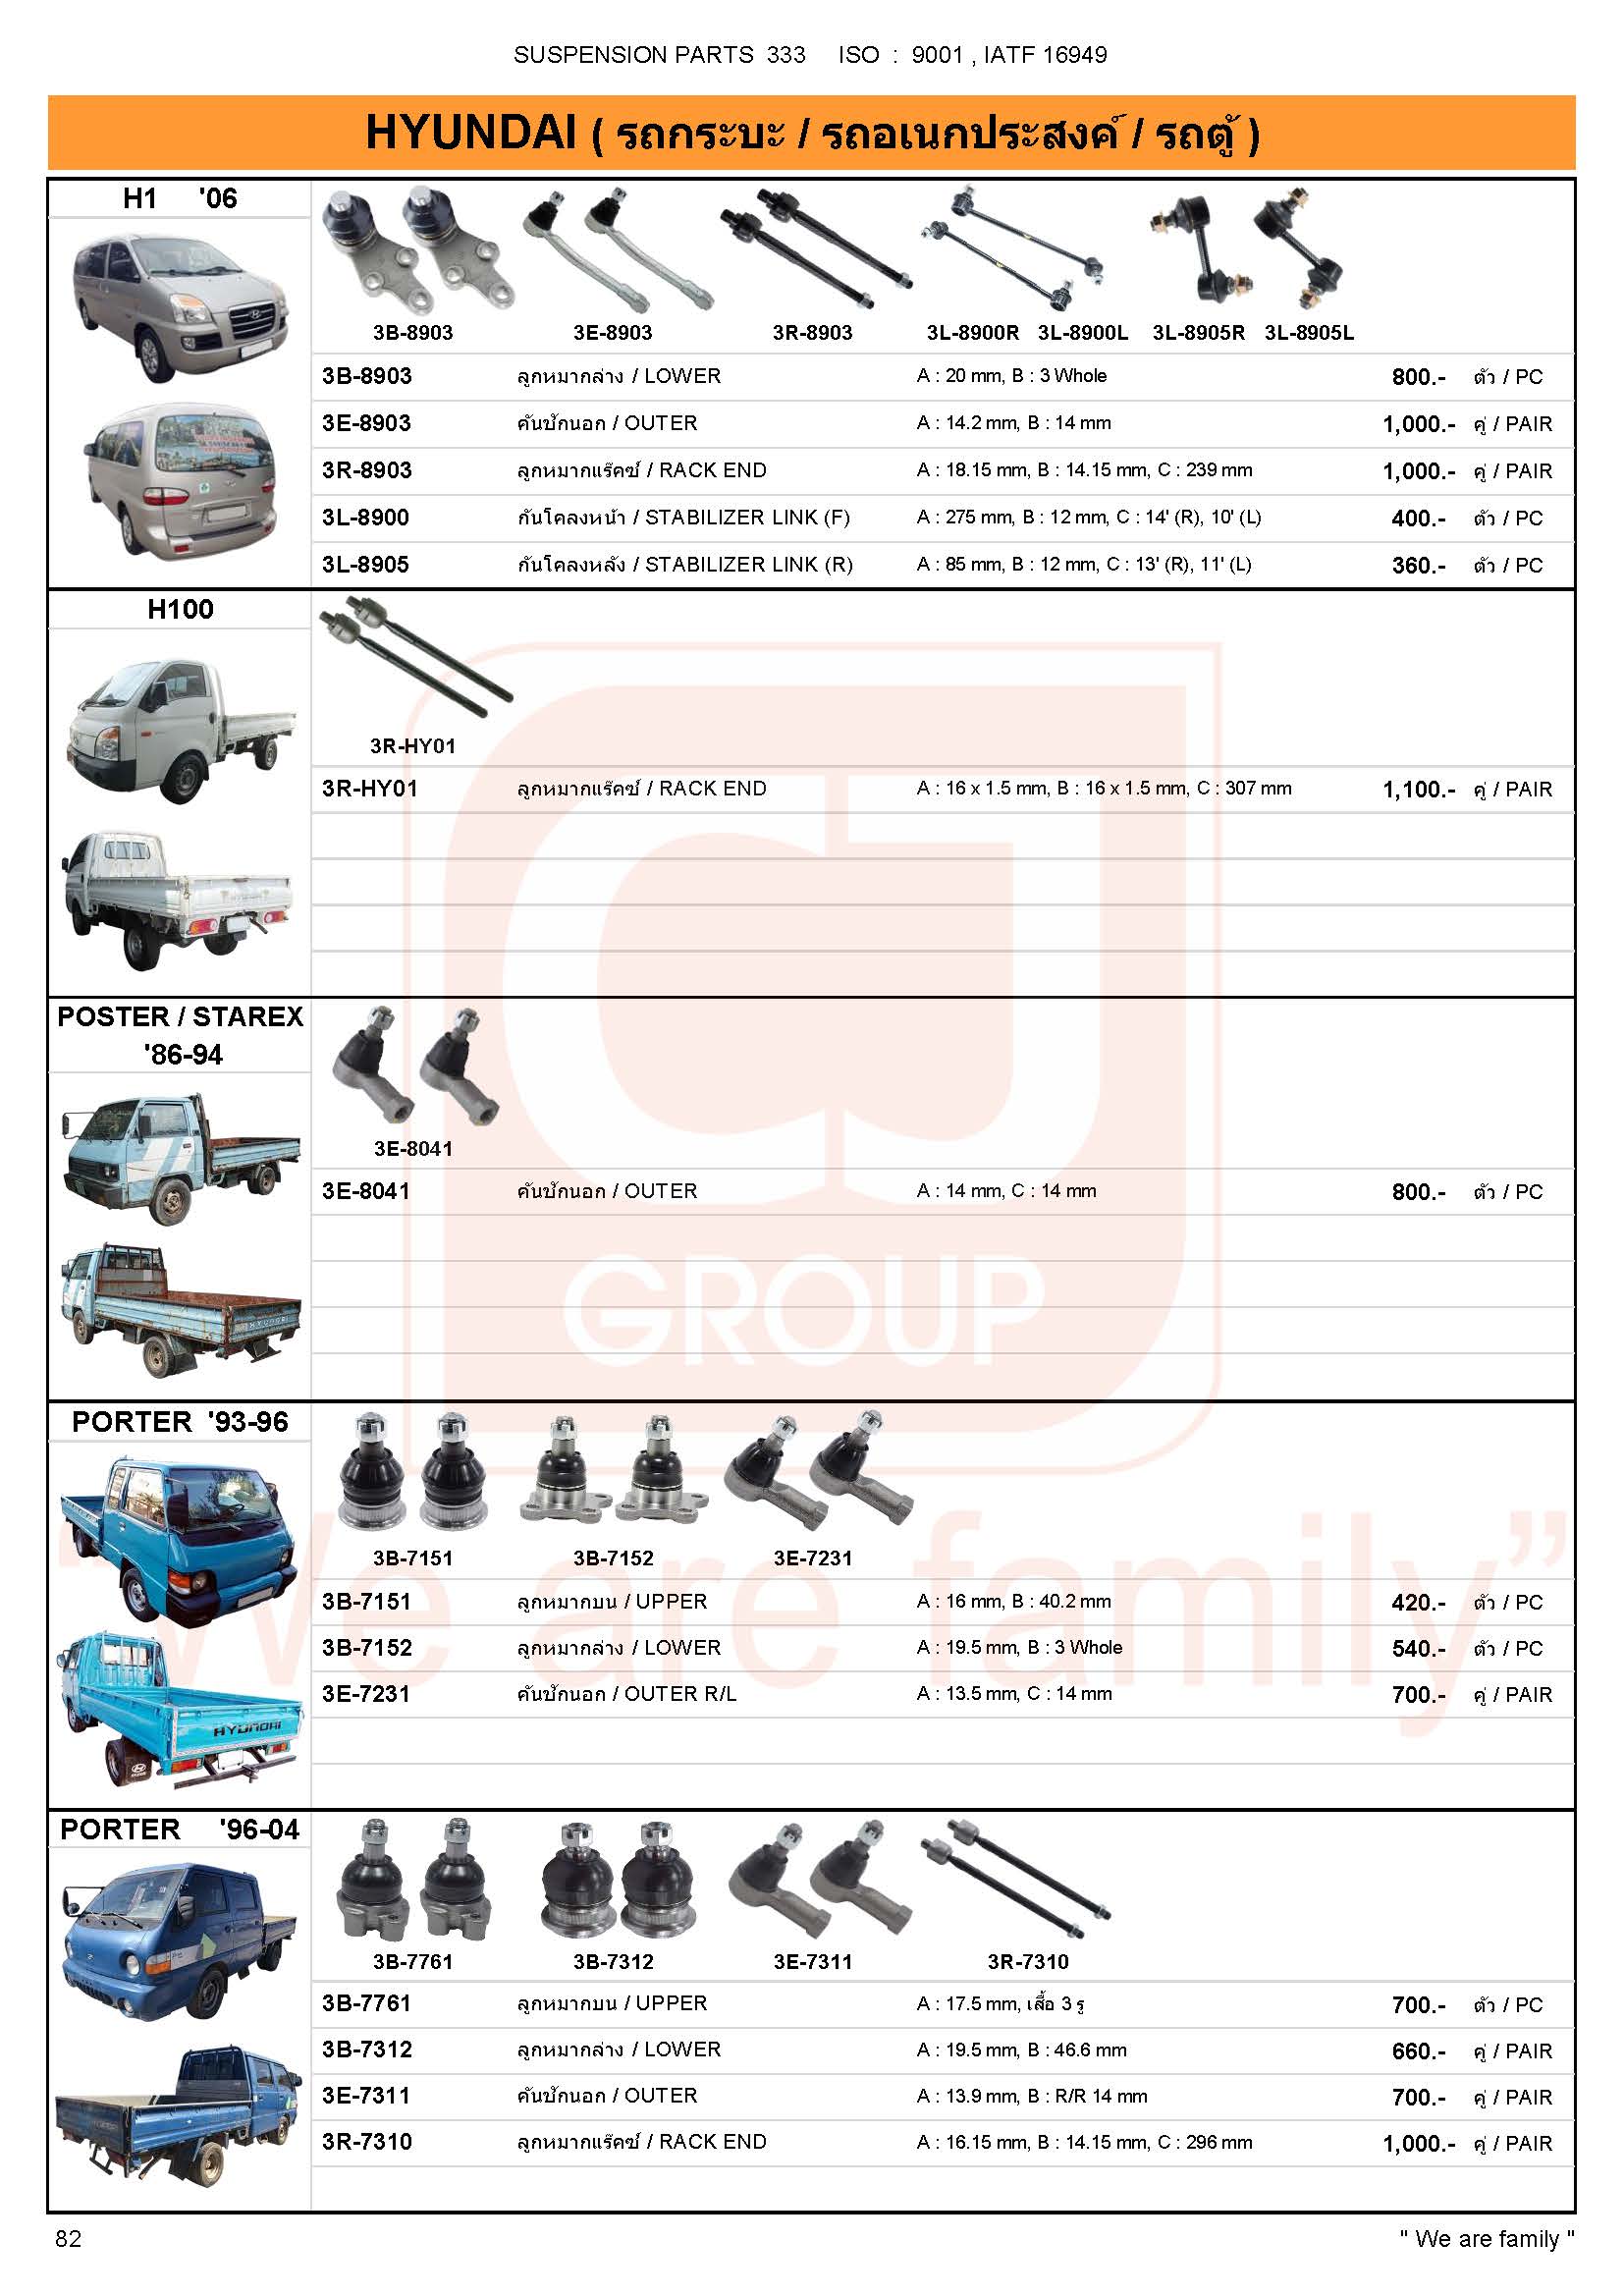 SUSPENSION PARTS 333 ISO : 9001 , IATF 16949
HYUNDAI ( รถกระบะ / รถอเนกประสงค์ / รถตู้ )
H1 '06
3B-8903 3E-8903 3R-8903 3L-8900R 3L-8900L 3L-8905R 3L-8905L
3B-8903 ลูกหมากล่าง / LOWER A : 20 mm, B : 3 Whole 800.- ตัว / PC
3E-8903 คันชักนอก / OUTER A : 14.2 mm, B : 14 mm 1,000.- คู่ / PAIR
3R-8903 ลูกหมากแร๊คซ์ / RACK END A : 18.15 mm, B : 14.15 mm, C : 239 mm 1,000.- คู่ / PAIR
3L-8900 กันโคลงหน้า / STABILIZER LINK (F) A : 275 mm, B : 12 mm, C : 14' (R), 10' (L) 400.- ตัว / PC
3L-8905 กันโคลงหลัง / STABILIZER LINK (R) A : 85 mm, B : 12 mm, C : 13' (R), 11' (L) 360.- ตัว / PC
H100
3R-HY01
3R-HY01 ลูกหมากแร๊คซ์ / RACK END A : 16 x 1.5 mm, B : 16 x 1.5 mm, C : 307 mm 1,100.- คู่ / PAIR
POSTER / STAREX
'86-94
3E-8041
3E-8041 คันชักนอก / OUTER A : 14 mm, C : 14 mm 800.- ตัว / PC
HYUNDAI
CJ
GROUP
PORTER '93-96
3B-7151 3B-7152 3E-7231
"We are family"
3B-7151 ลูกหมากบน / UPPER A : 16 mm, B : 40.2 mm 420.- ตัว / PC
3B-7152 ลูกหมากล่าง / LOWER A : 19.5 mm, B : 3 Whole 540.- ตัว / PC
3E-7231 คันชักนอก / OUTER R/L A : 13.5 mm, C : 14 mm 700.- คู่ / PAIR
HYUNDAI
PORTER '96-04
3B-7761 3B-7312 3E-7311 3R-7310
3B-7761 ลูกหมากบน / UPPER A : 17.5 mm, เสื้อ 3 รู 700.- ตัว / PC
3B-7312 ลูกหมากล่าง / LOWER A : 19.5 mm, B : 46.6 mm 660.- คู่ / PAIR
3E-7311 คันชักนอก / OUTER A : 13.9 mm, B : R/R 14 mm 700.- คู่ / PAIR
3R-7310 ลูกหมากแร๊คซ์ / RACK END A : 16.15 mm, B : 14.15 mm, C : 296 mm 1,000.- คู่ / PAIR
82 " We are family "